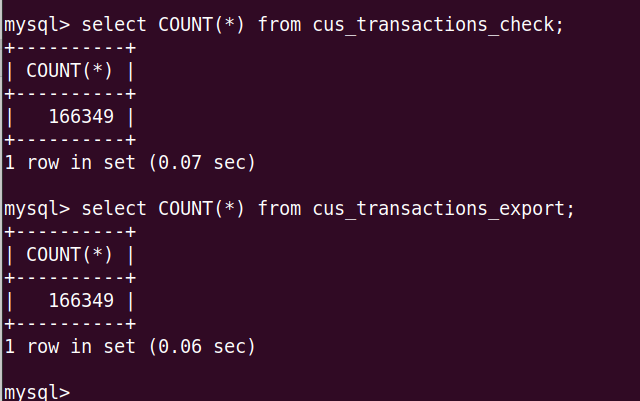 mysql> select COUNT(*) from cus_transactions_check;
+----------+
| COUNT(*) |
+----------+
|   166349 |
+----------+
1 row in set (0.07 sec)

mysql> select COUNT(*) from cus_transactions_export;
+----------+
| COUNT(*) |
+----------+
|   166349 |
+----------+
1 row in set (0.06 sec)

mysql>